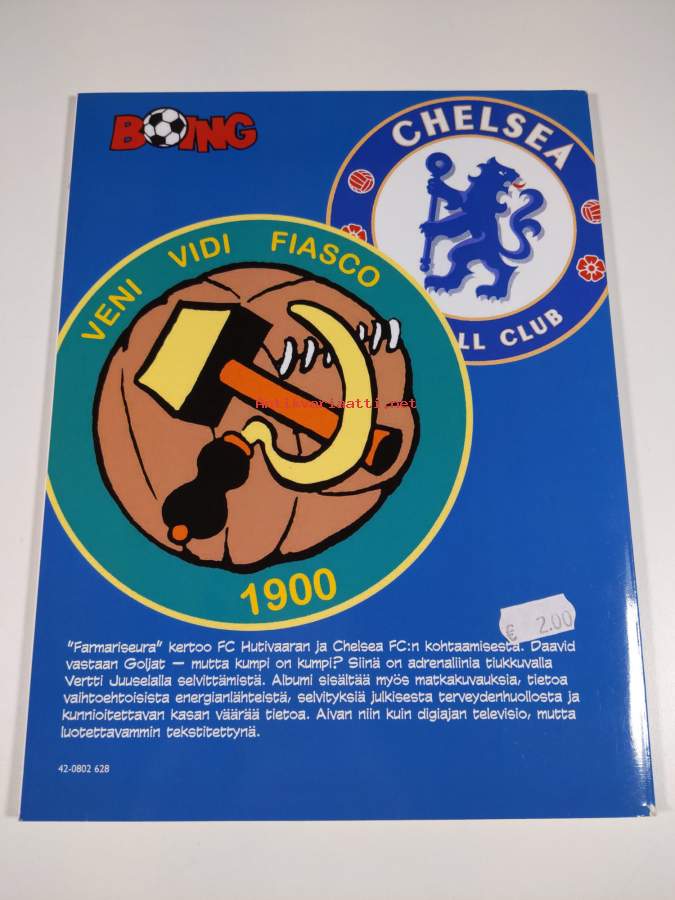 BOING
CHELSEA
LL CLUB
VENI VIDI FIASCO
Antikvariaatti.net
1900
€ 2.00
"Farmariseura" kertoo FC Hutivaaran ja Chelsea FC:n kohtaamisesta. Daavid
vastaan Goljat – mutta kumpi on kumpi? Siinä on adrenaliinia tiukkuvalla
Vertti Juuselalla selvittämistä. Albumi sisältää myös matkakuvauksia, tietoa
vaihtoehtoisista energianlähteistä, selvityksiä julkisesta terveydenhuollosta ja
kunnioitettavan kasan väärää tietoa. Aivan niin kuin digiajan televisio, mutta
luotettavammin tekstitettynä.
42-0802 628